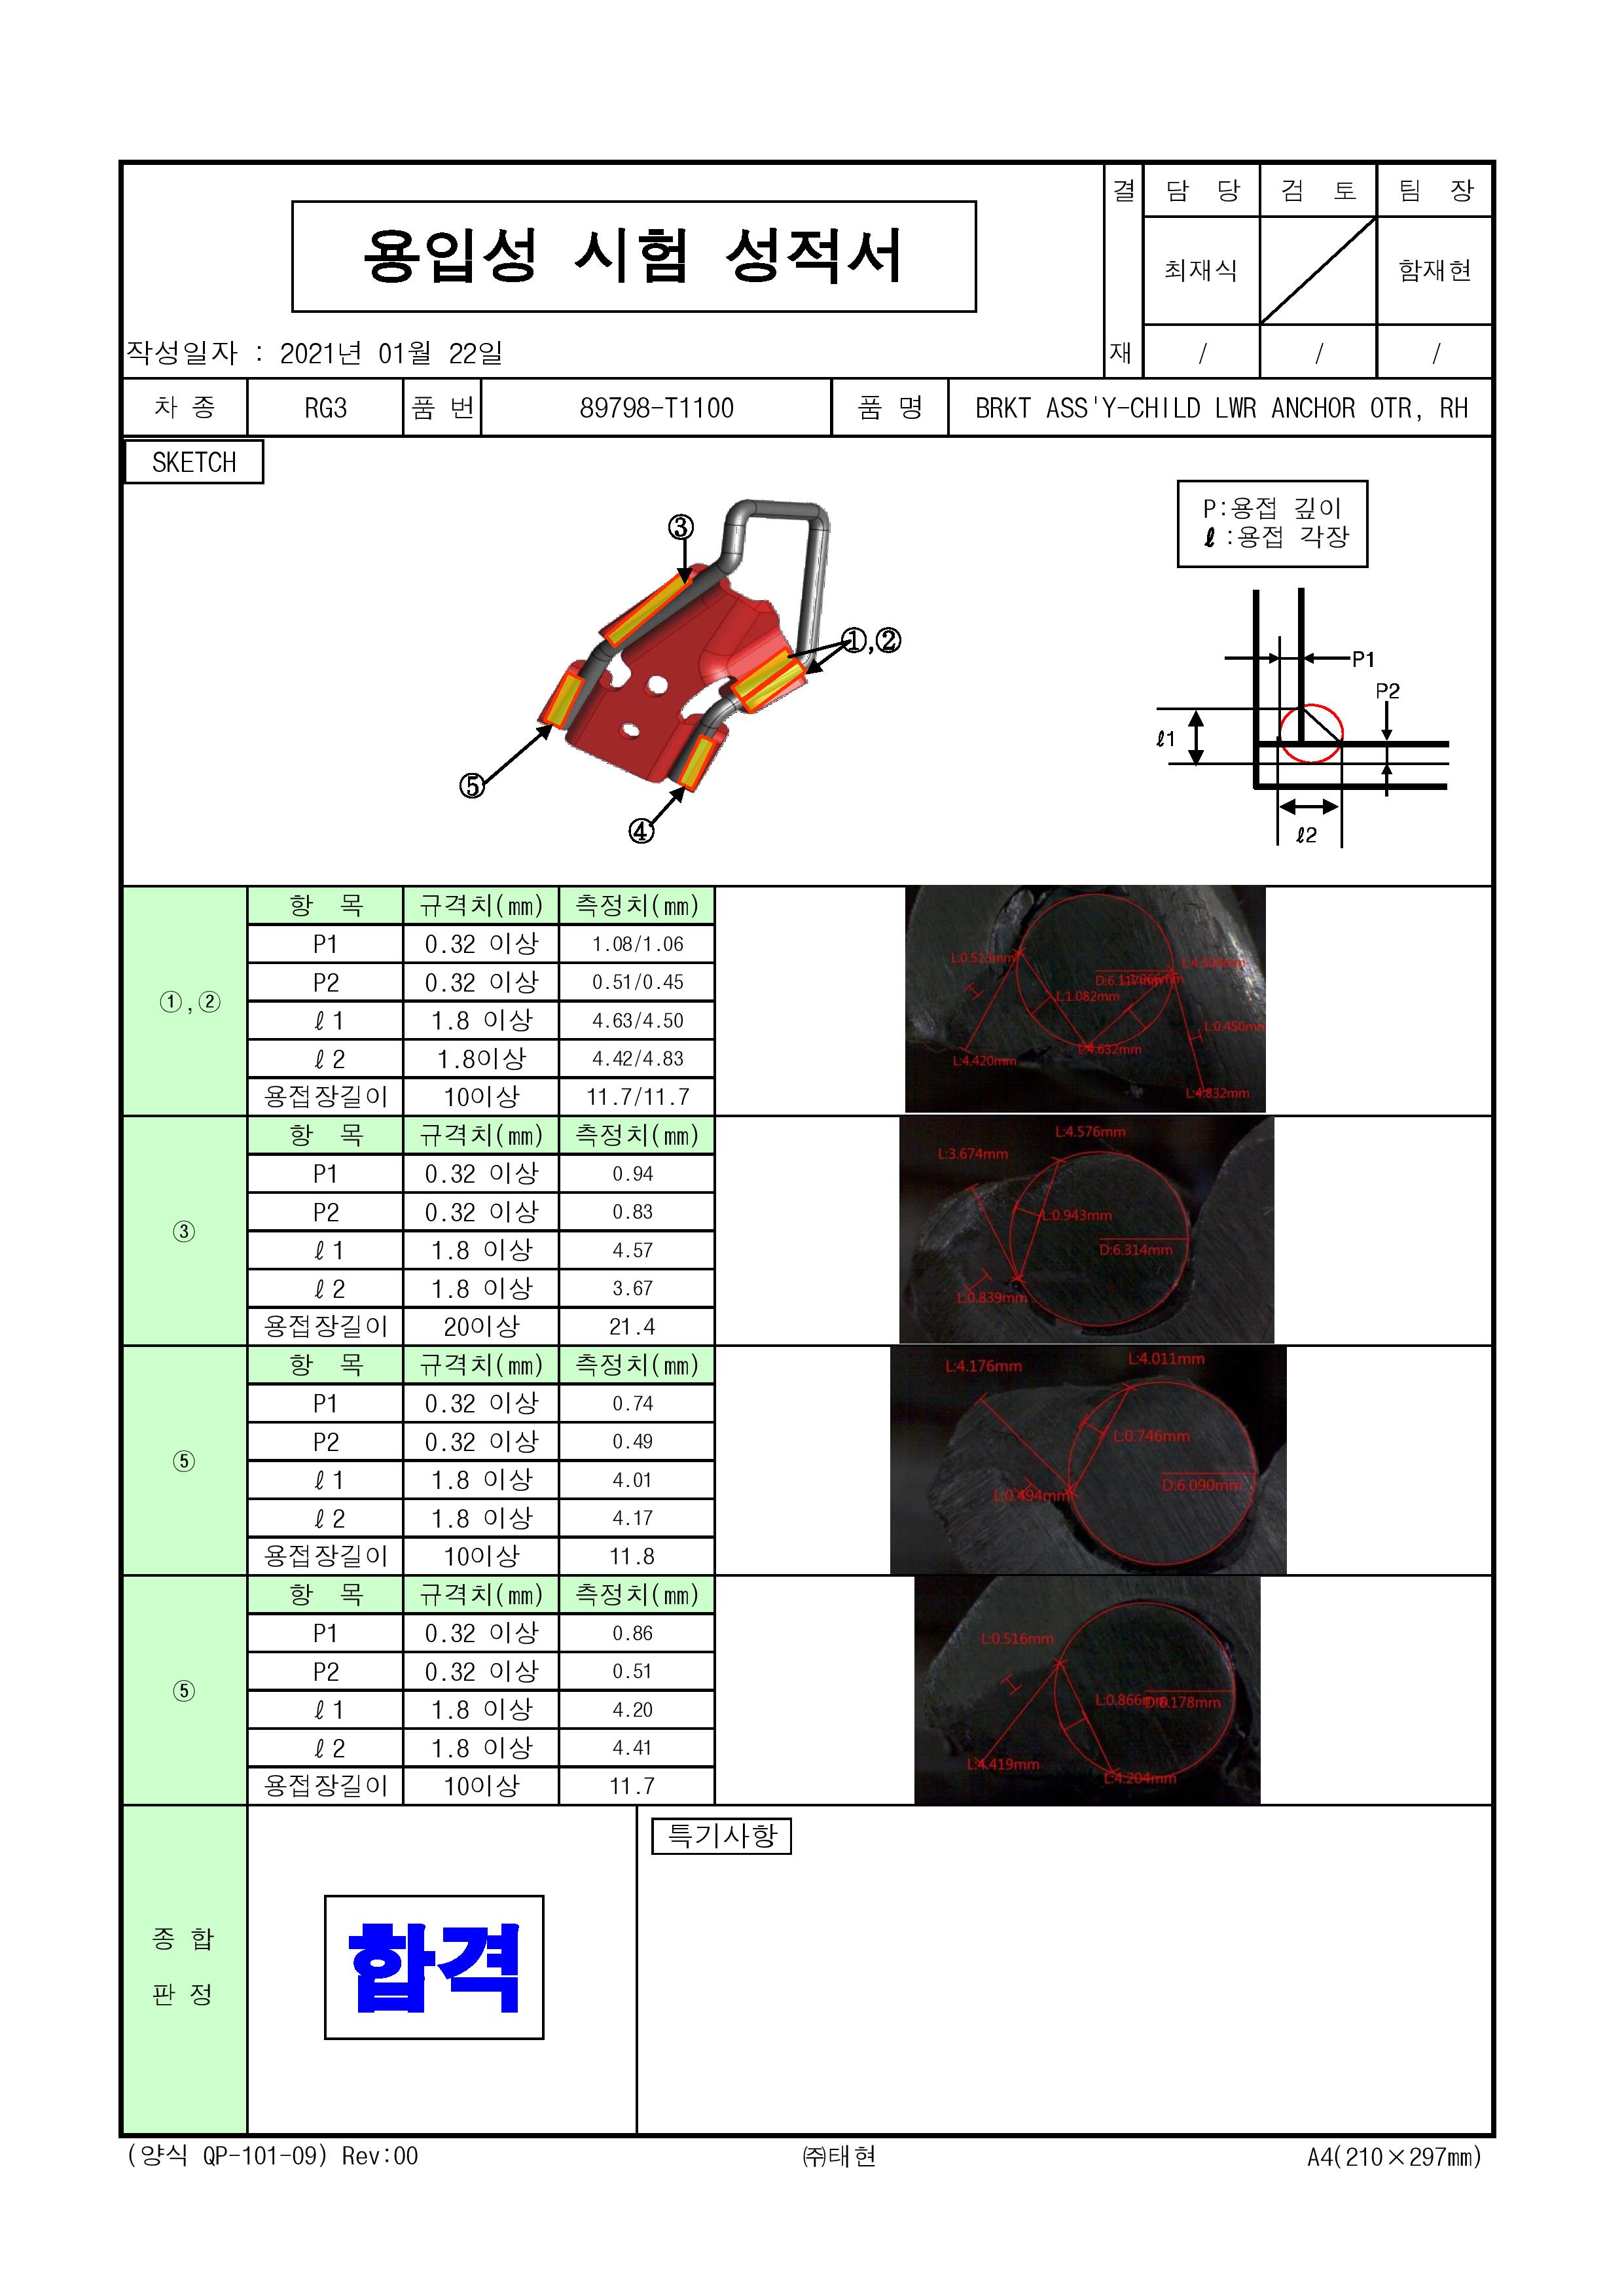 용입성 시험 성적서
결 재
담 당 검 토 팀 장
최재식 함재현
/ / /
작성일자 : 2021년 01월 22일
차 종 RG3 품 번 89798-T1100 품 명 BRKT ASS'Y-CHILD LWR ANCHOR OTR, RH
SKETCH
P:용접 깊이
ℓ :용접 각장
③
①,②
⑤
④
P1
P2
ℓ1
ℓ2
①,②
항 목 규격치(㎜) 측정치(㎜)
P1 0.32 이상 1.08/1.06
P2 0.32 이상 0.51/0.45
ℓ1 1.8 이상 4.63/4.50
ℓ2 1.8이상 4.42/4.83
용접장길이 10이상 11.7/11.7
L:0.513mm
L:1.082mm
L:4.420mm
L:4.632mm
L:0.450mm
L:4.832mm
③
항 목 규격치(㎜) 측정치(㎜)
P1 0.32 이상 0.94
P2 0.32 이상 0.83
ℓ1 1.8 이상 4.57
ℓ2 1.8 이상 3.67
용접장길이 20이상 21.4
L:4.576mm
L:3.674mm
L:0.943mm
D:6.314mm
L:0.839mm
⑤
항 목 규격치(㎜) 측정치(㎜)
P1 0.32 이상 0.74
P2 0.32 이상 0.49
ℓ1 1.8 이상 4.01
ℓ2 1.8 이상 4.17
용접장길이 10이상 11.8
L:4.011mm
L:4.176mm
L:0.746mm
D:6.090mm
L:0.494mm
⑤
항 목 규격치(㎜) 측정치(㎜)
P1 0.32 이상 0.86
P2 0.32 이상 0.51
ℓ1 1.8 이상 4.20
ℓ2 1.8 이상 4.41
용접장길이 10이상 11.7
L:0.516mm
L:0.866mm
D:6.178mm
L:4.419mm
L:4.204mm
종 합
판 정
합격
특기사항
(양식 QP-101-09) Rev:00 ㈜태현 A4(210×297㎜)